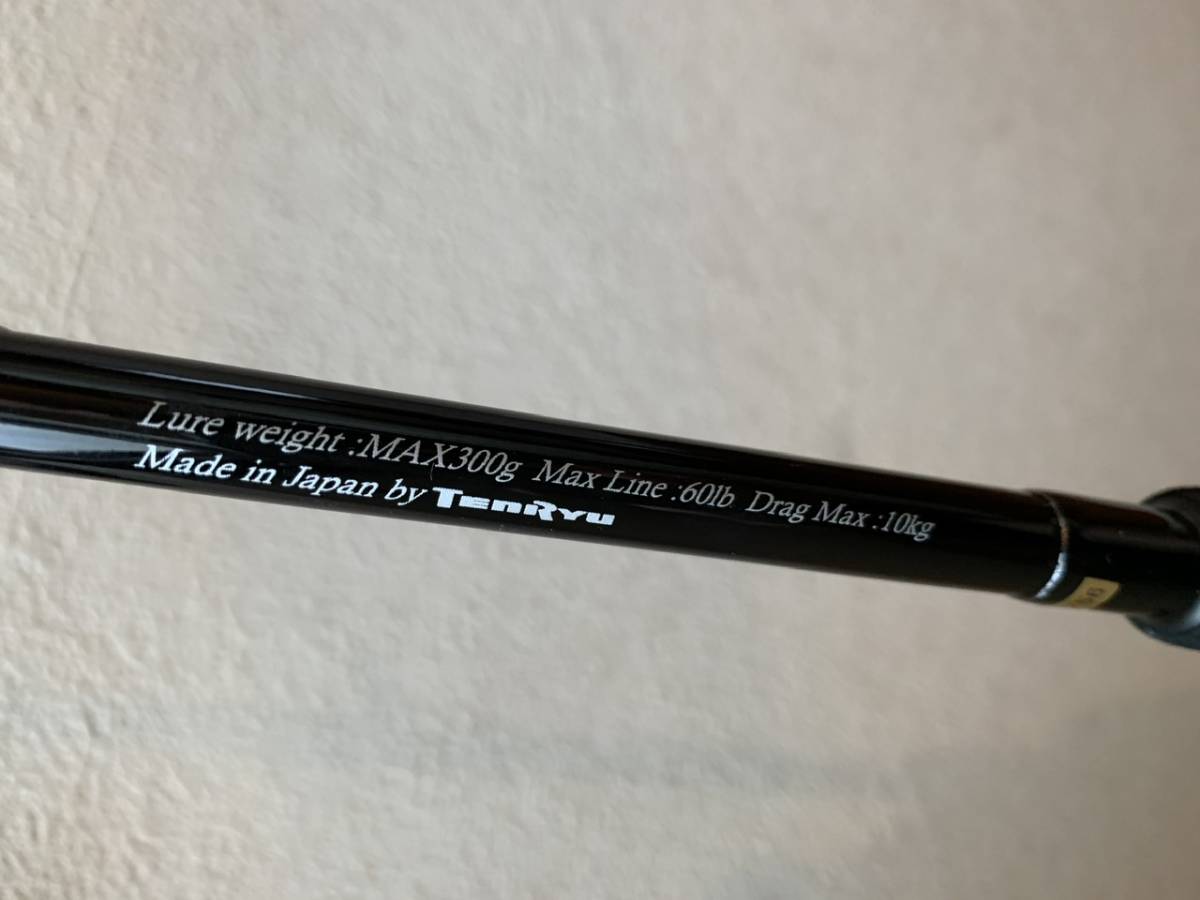 Lure weight :MAX300g Max Line :60lb Drag Max :10kg
Made in Japan by TenRyu